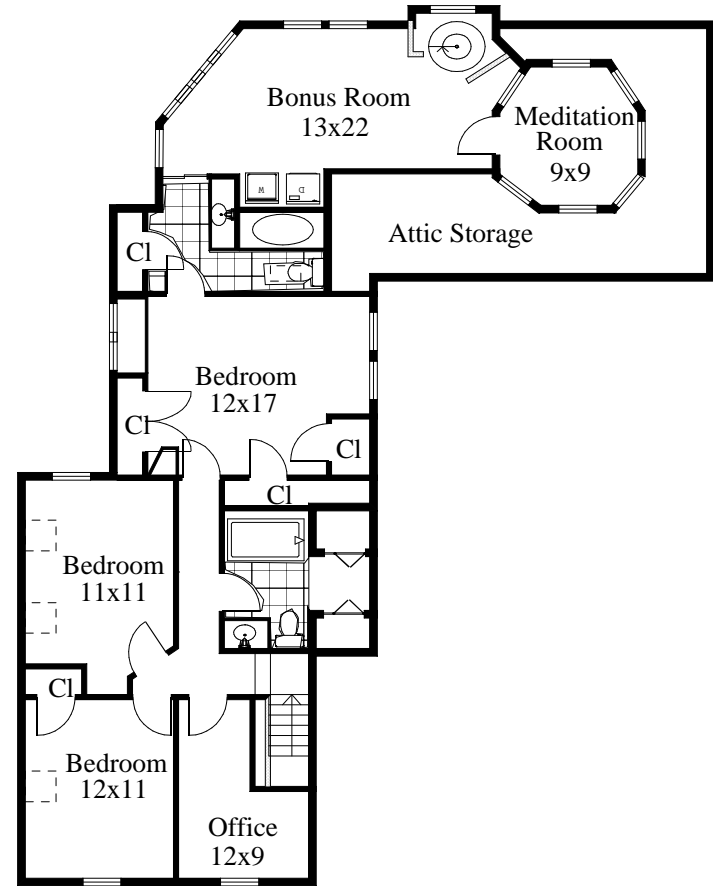 Bonus Room
13x22
Meditation
Room
9x9
W
D
Attic Storage
Cl
Bedroom
12x17
Cl
Cl
Cl
Bedroom
11x11
Cl
Bedroom
12x11
Office
12x9